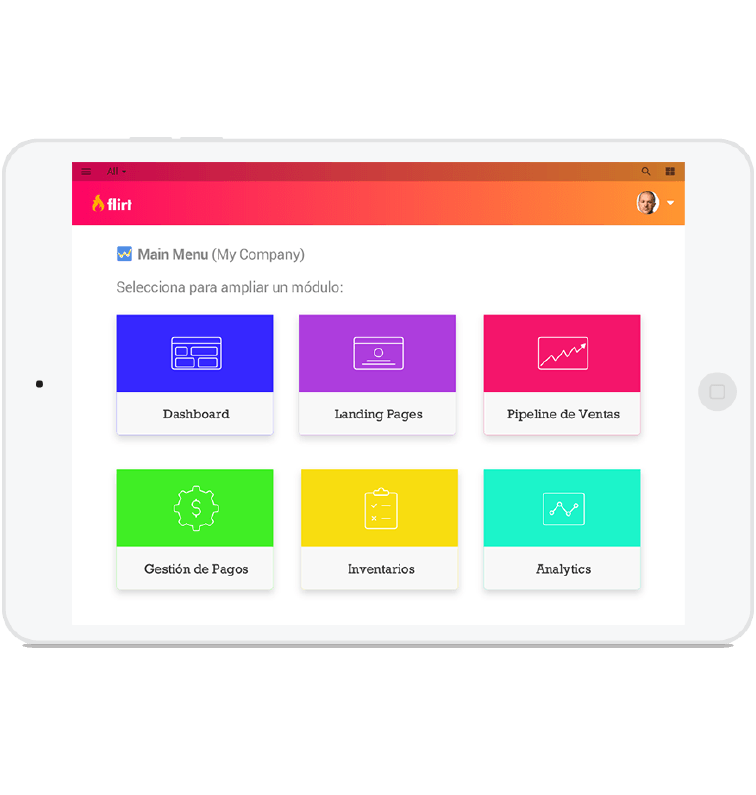 All
flirt
Main Menu (My Company)
Selecciona para ampliar un módulo:
Dashboard
Landing Pages
Pipeline de Ventas
Gestión de Pagos
Inventarios
Analytics